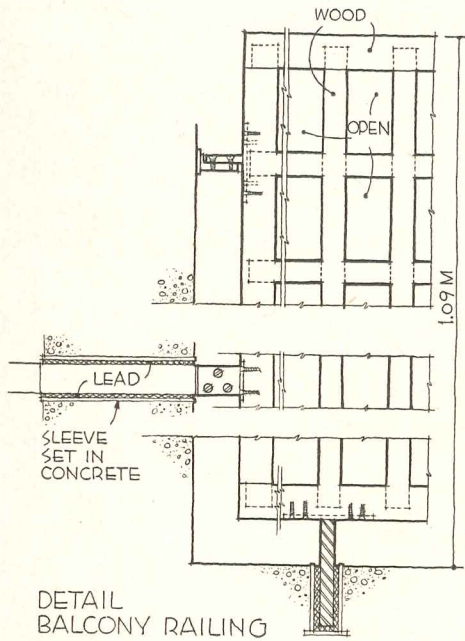 WOOD
OPEN
1.09 M
LEAD
SLEEVE
SET IN
CONCRETE
DETAIL
BALCONY RAILING